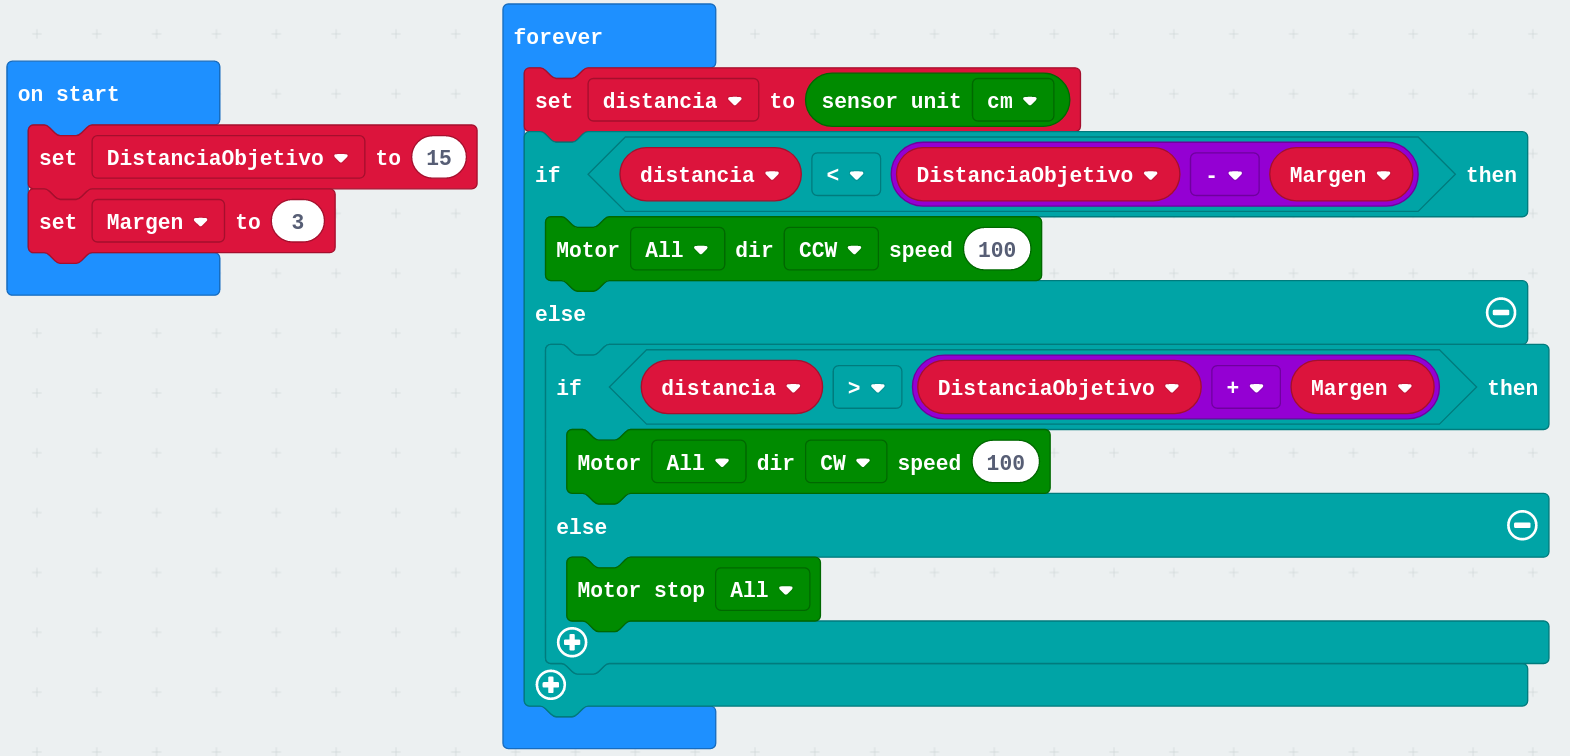 on start
set DistanciaObjetivo to 15
set Margen to 3
forever
set distancia to sensor unit cm
if distancia < DistanciaObjetivo - Margen then
Motor All dir CCW speed 100
else
if distancia > DistanciaObjetivo + Margen then
Motor All dir CW speed 100
else
Motor stop All